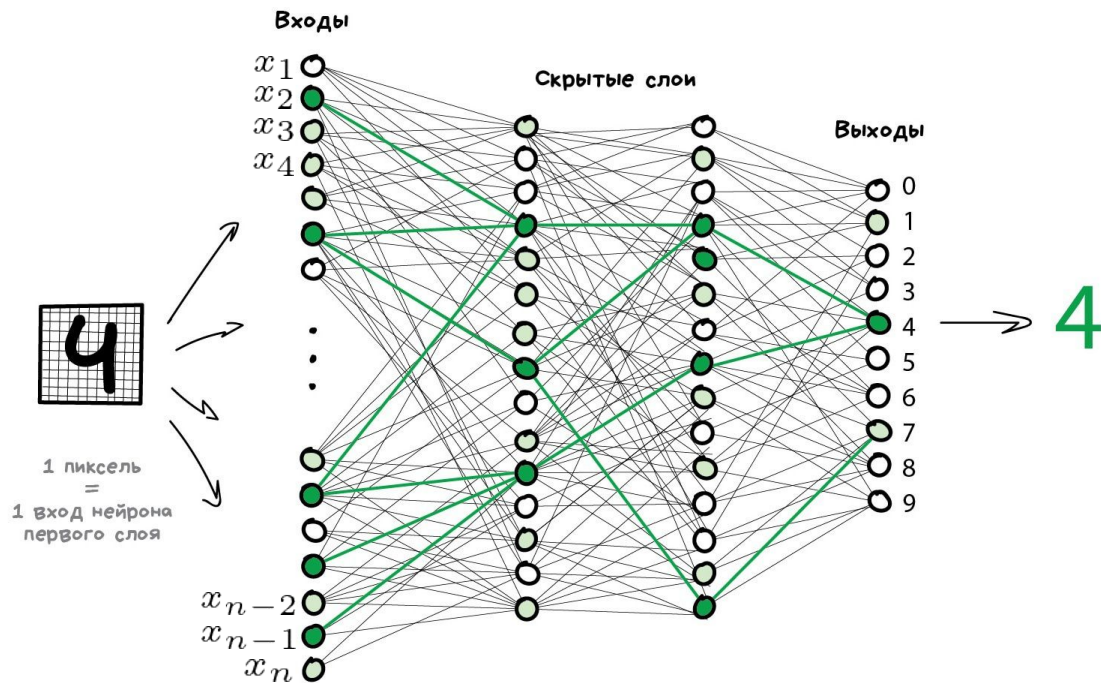 Входы
x1
x2
x3
x4
Скрытые слои
Выходы
0
1
2
3
4
5
6
7
8
9
4
4
1 пиксель
=
1 вход нейрона
первого слоя
xn−2
xn−1
xn